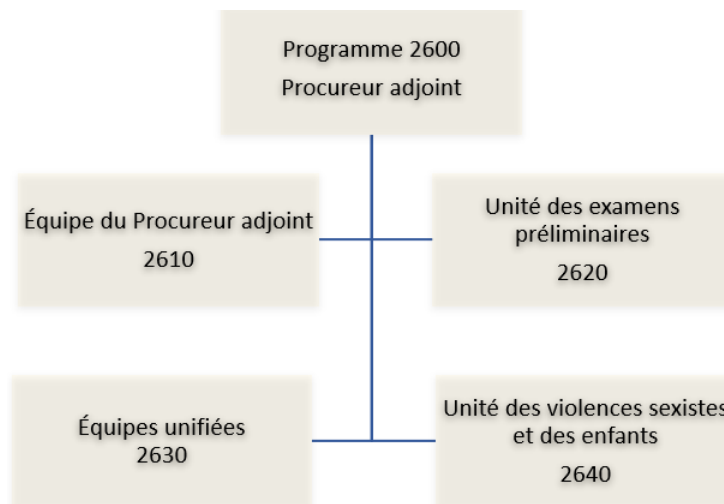 Programme 2600
Procureur adjoint
Équipe du Procureur adjoint
2610
Unité des examens
préliminaires
2620
Équipes unifiées
2630
Unité des violences sexistes
et des enfants
2640